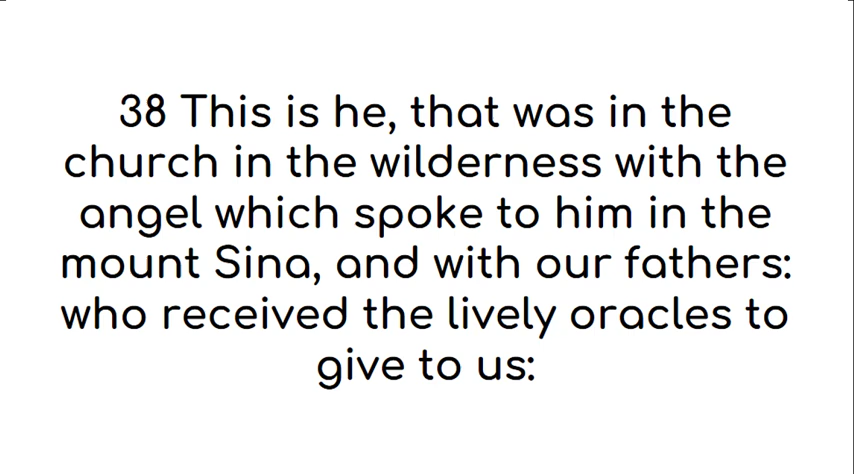 38 This is he, that was in the
church in the wilderness with the
angel which spoke to him in the
mount Sina, and with our fathers:
who received the lively oracles to
give to us: